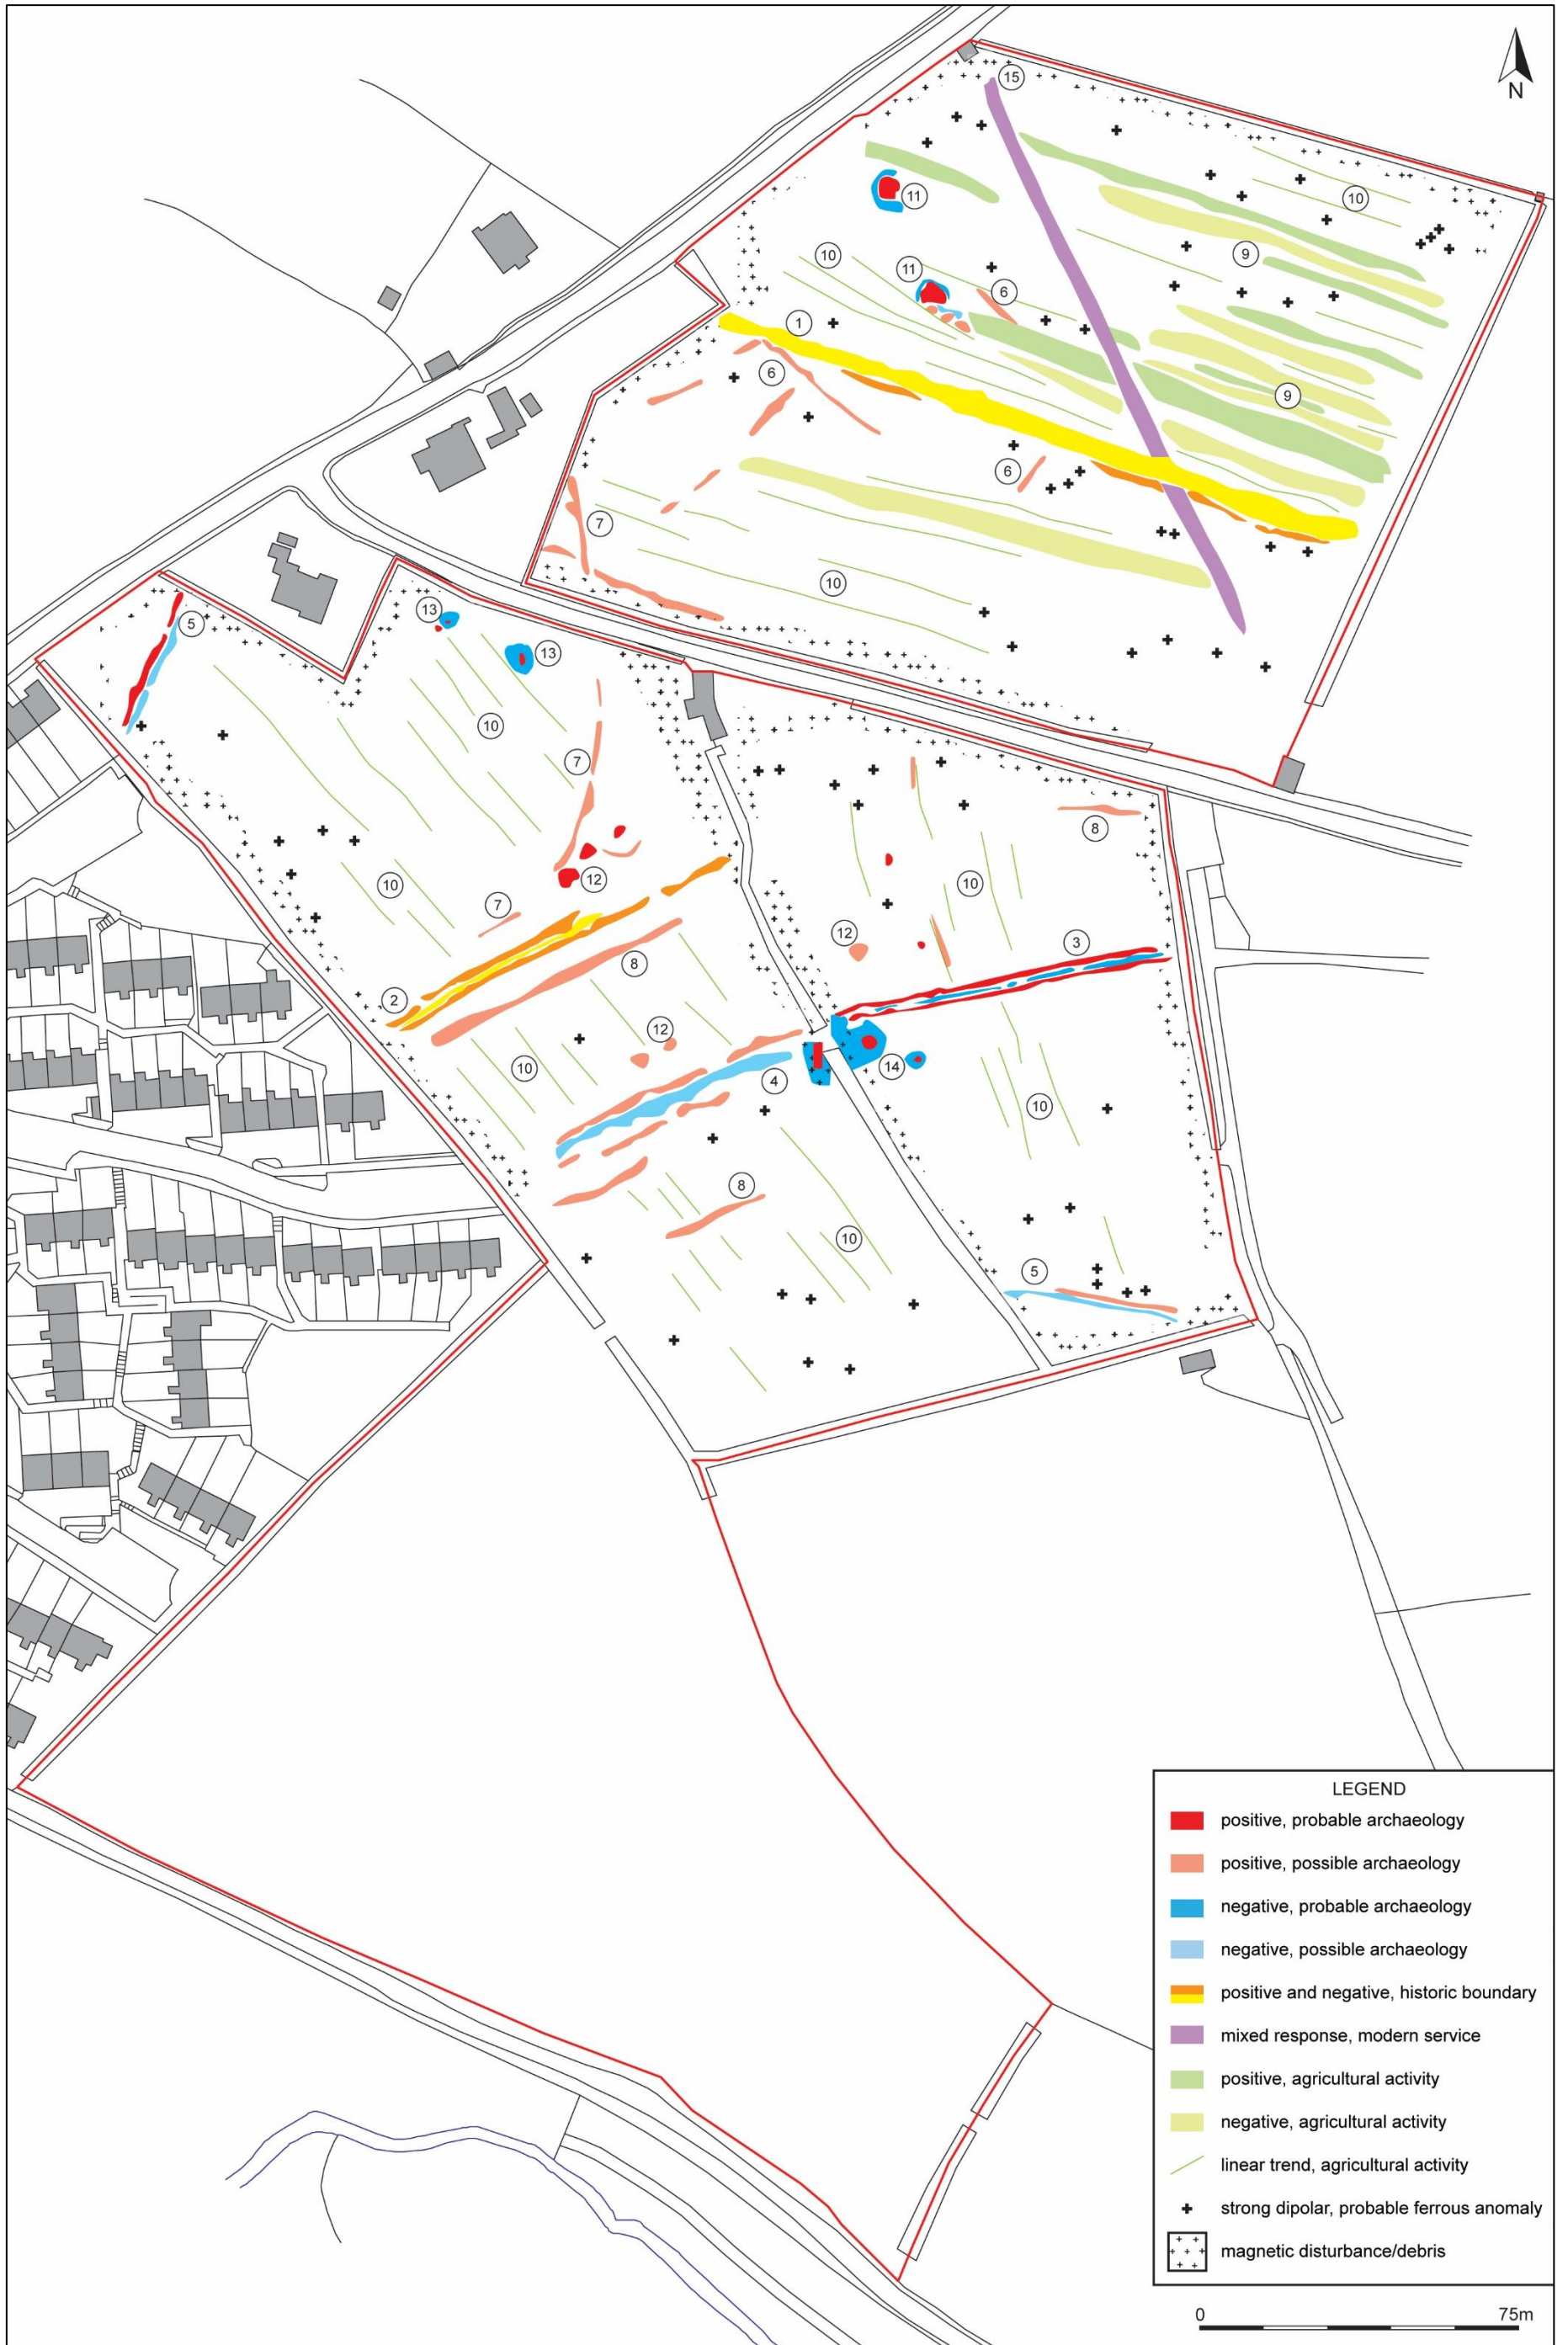 N
15
11
10
10
11
9
6
1
6
9
6
7
10
13
5
13
10
7
8
10
12
12
10
7
3
8
2
12
14
10
4
10
8
10
5
LEGEND
positive, probable archaeology
positive, possible archaeology
negative, probable archaeology
negative, possible archaeology
positive and negative, historic boundary
mixed response, modern service
positive, agricultural activity
negative, agricultural activity
linear trend, agricultural activity
strong dipolar, probable ferrous anomaly
magnetic disturbance/debris
0 75m